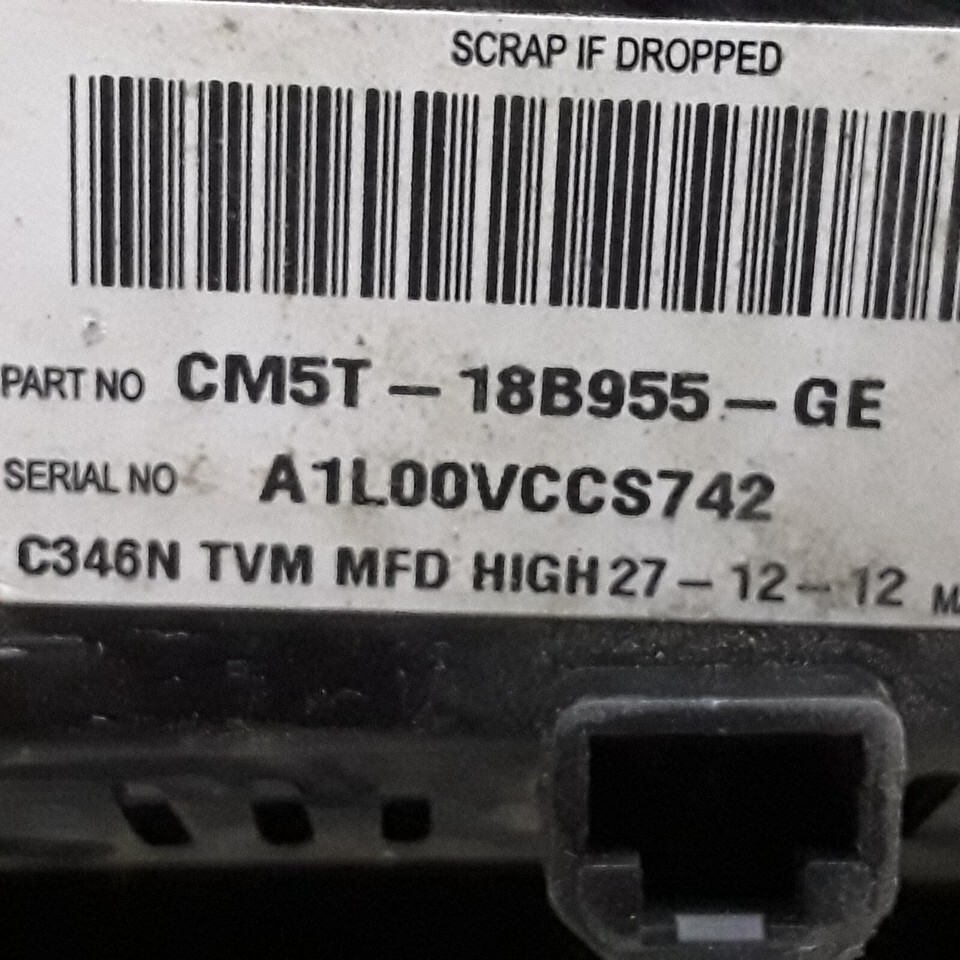 SCRAP IF DROPPED
PART NO CM5T - 18B955 - GE
SERIAL NO A1L00VCCS742
C346N TVM MFD HIGH 27 - 12 - 12